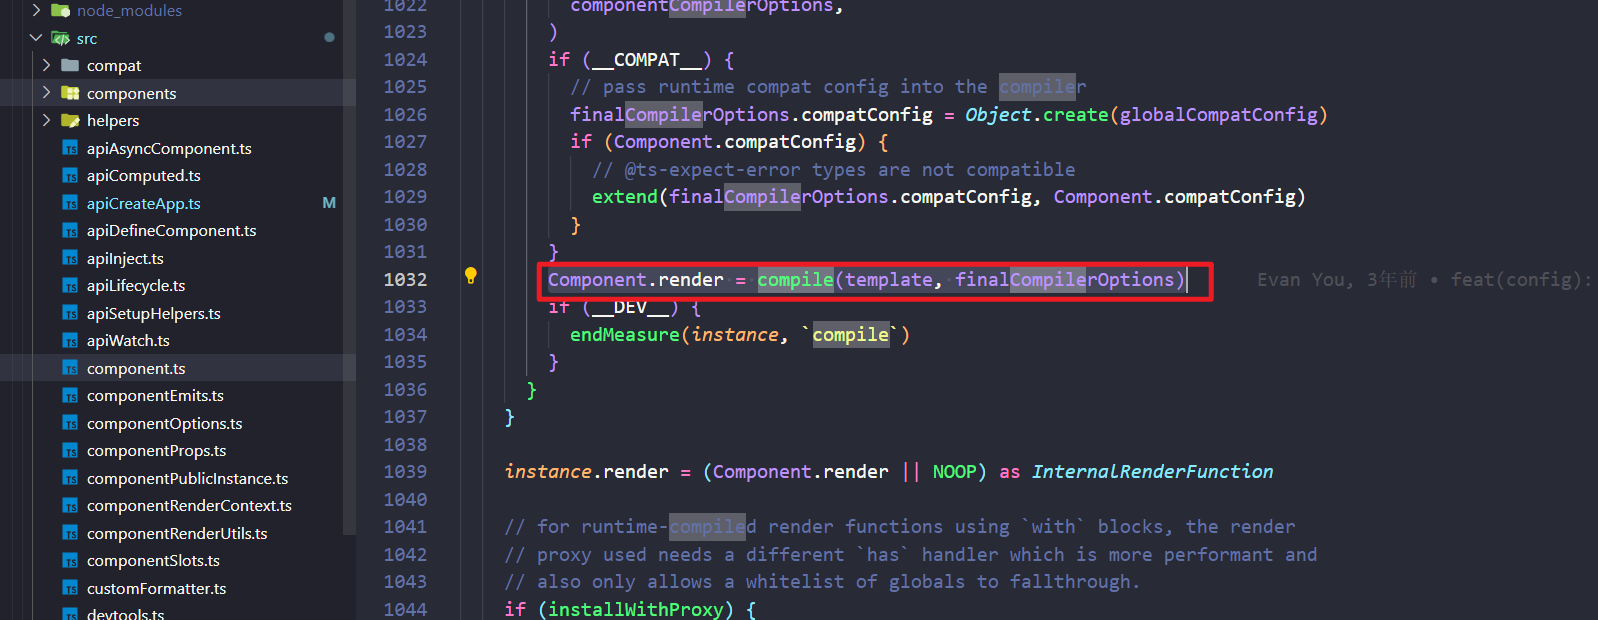 node_modules
src
compat
components
helpers
apiAsyncComponent.ts
apiComputed.ts
apiCreateApp.ts M
apiDefineComponent.ts
apiInject.ts
apiLifecycle.ts
apiSetupHelpers.ts
apiWatch.ts
component.ts
componentEmits.ts
componentOptions.ts
componentProps.ts
componentPublicInstance.ts
componentRenderContext.ts
componentRenderUtils.ts
componentSlots.ts
customFormatter.ts
devtools.ts
1022 componentCompilerOptions,
1023 )
1024 if (__COMPAT__) {
1025 // pass runtime compat config into the compiler
1026 finalCompilerOptions.compatConfig = Object.create(globalCompatConfig)
1027 if (Component.compatConfig) {
1028 // @ts-expect-error types are not compatible
1029 extend(finalCompilerOptions.compatConfig, Component.compatConfig)
1030 }
1031 }
1032 Component.render = compile(template, finalCompilerOptions) Evan You, 3年前 • feat(config):
1033 if (__DEV__) {
1034 endMeasure(instance, `compile`)
1035 }
1036 }
1037 }
1038
1039 instance.render = (Component.render || NOOP) as InternalRenderFunction
1040
1041 // for runtime-compiled render functions using `with` blocks, the render
1042 // proxy used needs a different `has` handler which is more performant and
1043 // also only allows a whitelist of globals to fallthrough.
1044 if (installWithProxy) {